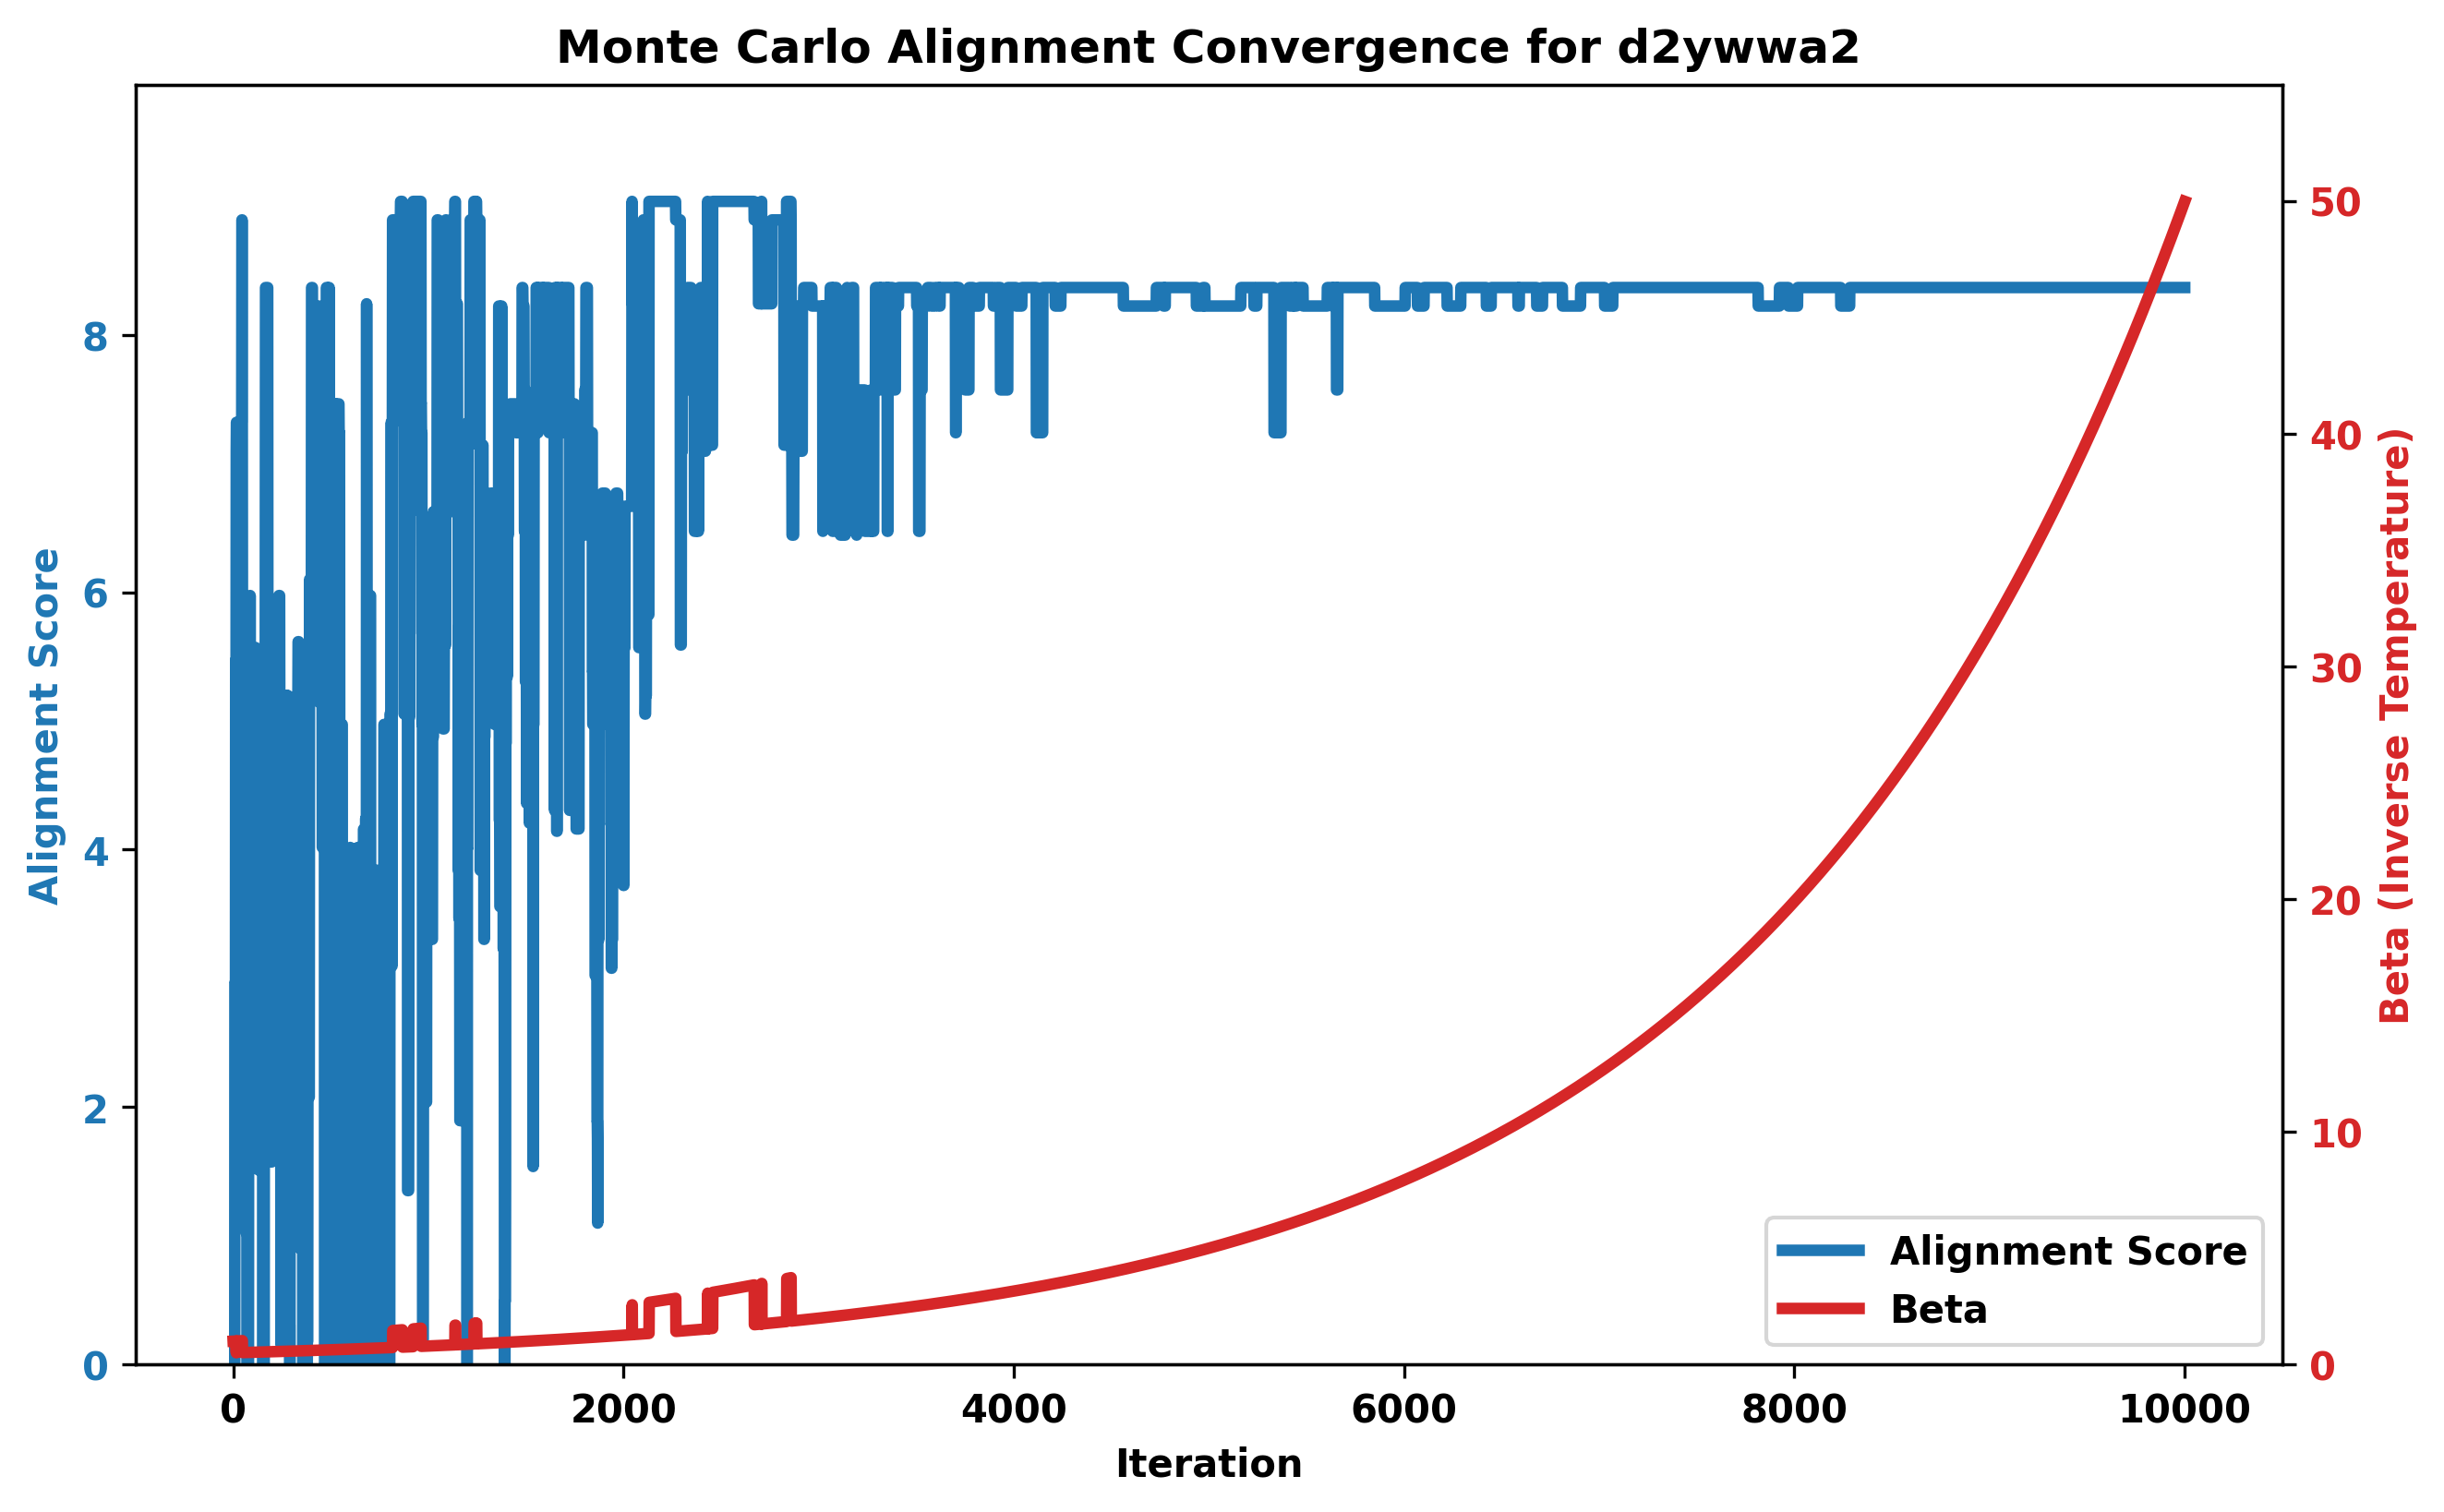 Monte Carlo Alignment Convergence for d2ywwa2
Alignment Score
8
6
4
2
0
50
40
30
20
10
0
Beta (Inverse Temperature)
Alignment Score
Beta
0 2000 4000 6000 8000 10000
Iteration